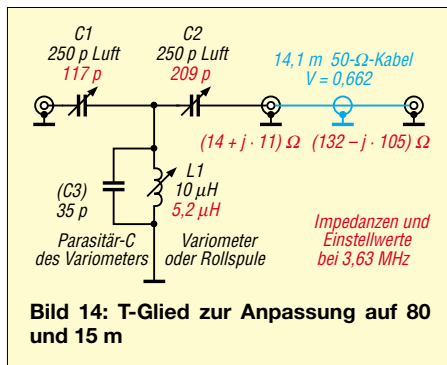 C1
250 p Luft
117 p
C2
250 p Luft
209 p
14,1 m 50-Ω-Kabel
V = 0,662
(14 + j · 11) Ω
(132 – j · 105) Ω
(C3)
35 p
L1
10 µH
5,2 µH
Parasitär-C
des Variometers
Variometer
oder Rollspule
Impedanzen und
Einstellwerte
bei 3,63 MHz
Bild 14: T-Glied zur Anpassung auf 80
und 15 m